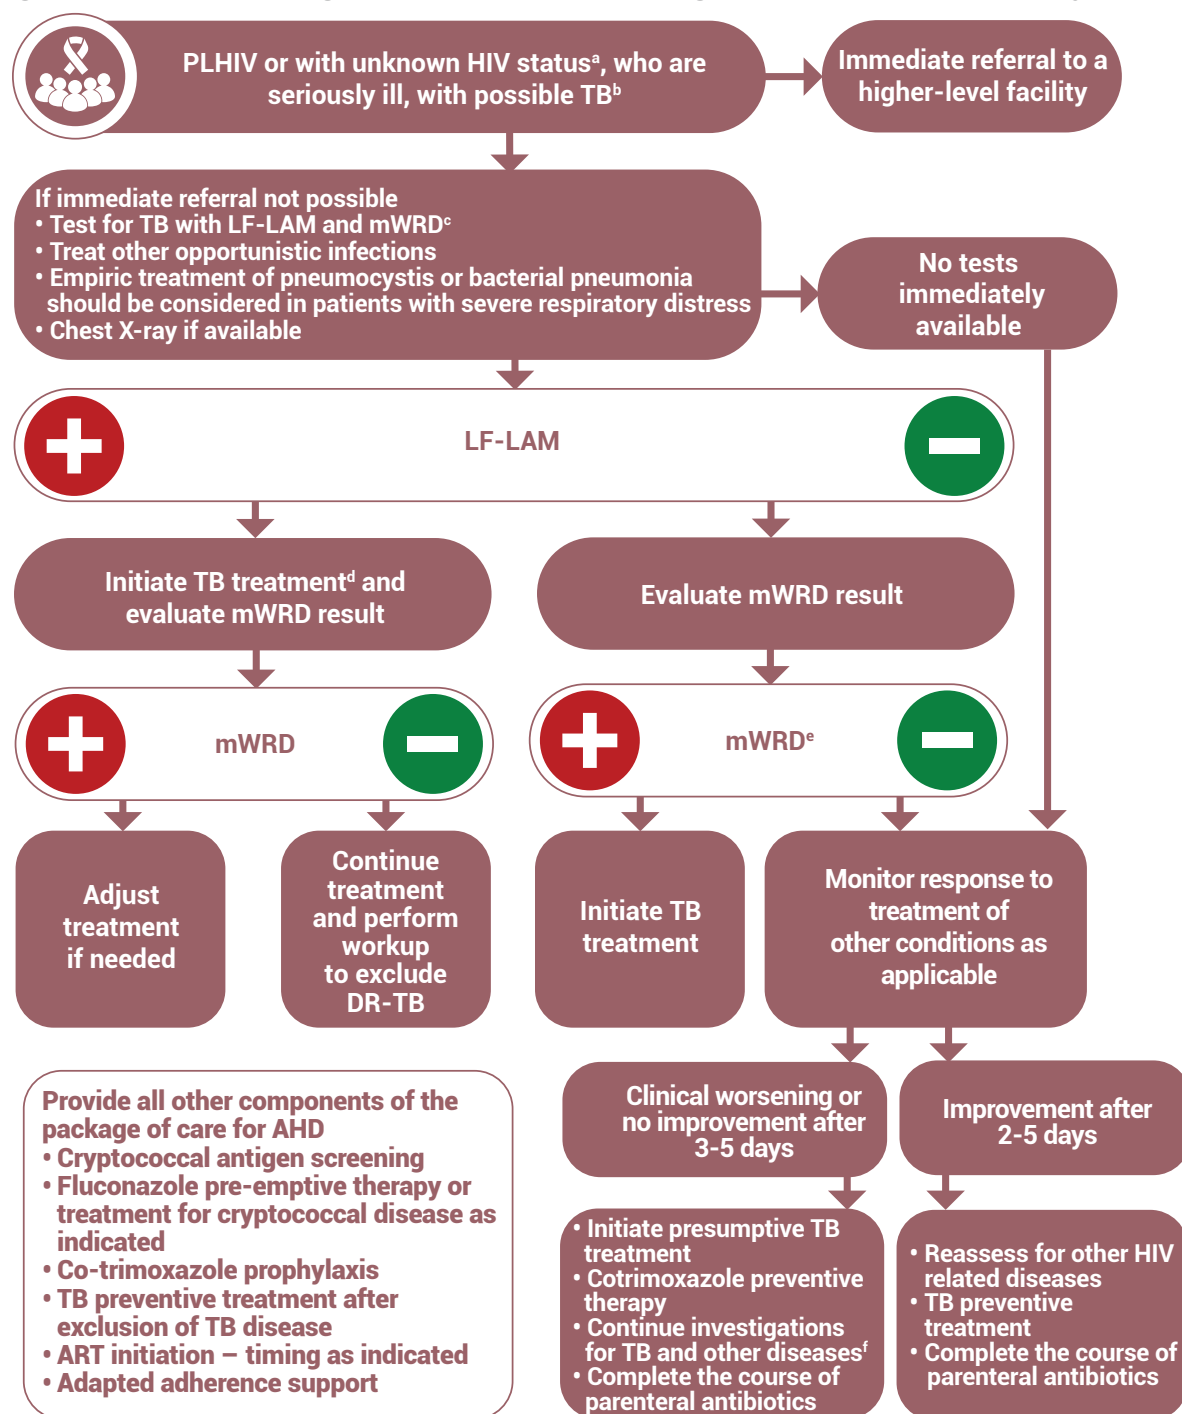 PLHIV or with unknown HIV statusᵃ, who are
seriously ill, with possible TBᵇ
Immediate referral to a
higher-level facility
If immediate referral not possible
• Test for TB with LF-LAM and mWRDᶜ
• Treat other opportunistic infections
• Empiric treatment of pneumocystis or bacterial pneumonia
should be considered in patients with severe respiratory distress
• Chest X-ray if available
No tests
immediately
available
LF-LAM
Initiate TB treatmentᵈ and
evaluate mWRD result
Evaluate mWRD result
mWRD
mWRDᵉ
Adjust
treatment
if needed
Continue
treatment
and perform
workup
to exclude
DR-TB
Initiate TB
treatment
Monitor response to
treatment of
other conditions as
applicable
Provide all other components of the
package of care for AHD
• Cryptococcal antigen screening
• Fluconazole pre-emptive therapy or
treatment for cryptococcal disease as
indicated
• Co-trimoxazole prophylaxis
• TB preventive treatment after
exclusion of TB disease
• ART initiation – timing as indicated
• Adapted adherence support
Clinical worsening or
no improvement after
3-5 days
Improvement after
2-5 days
• Initiate presumptive TB
treatment
• Cotrimoxazole preventive
therapy
• Continue investigations
for TB and other diseasesᶠ
• Complete the course of
parenteral antibiotics
• Reassess for other HIV
related diseases
• TB preventive
treatment
• Complete the course of
parenteral antibiotics